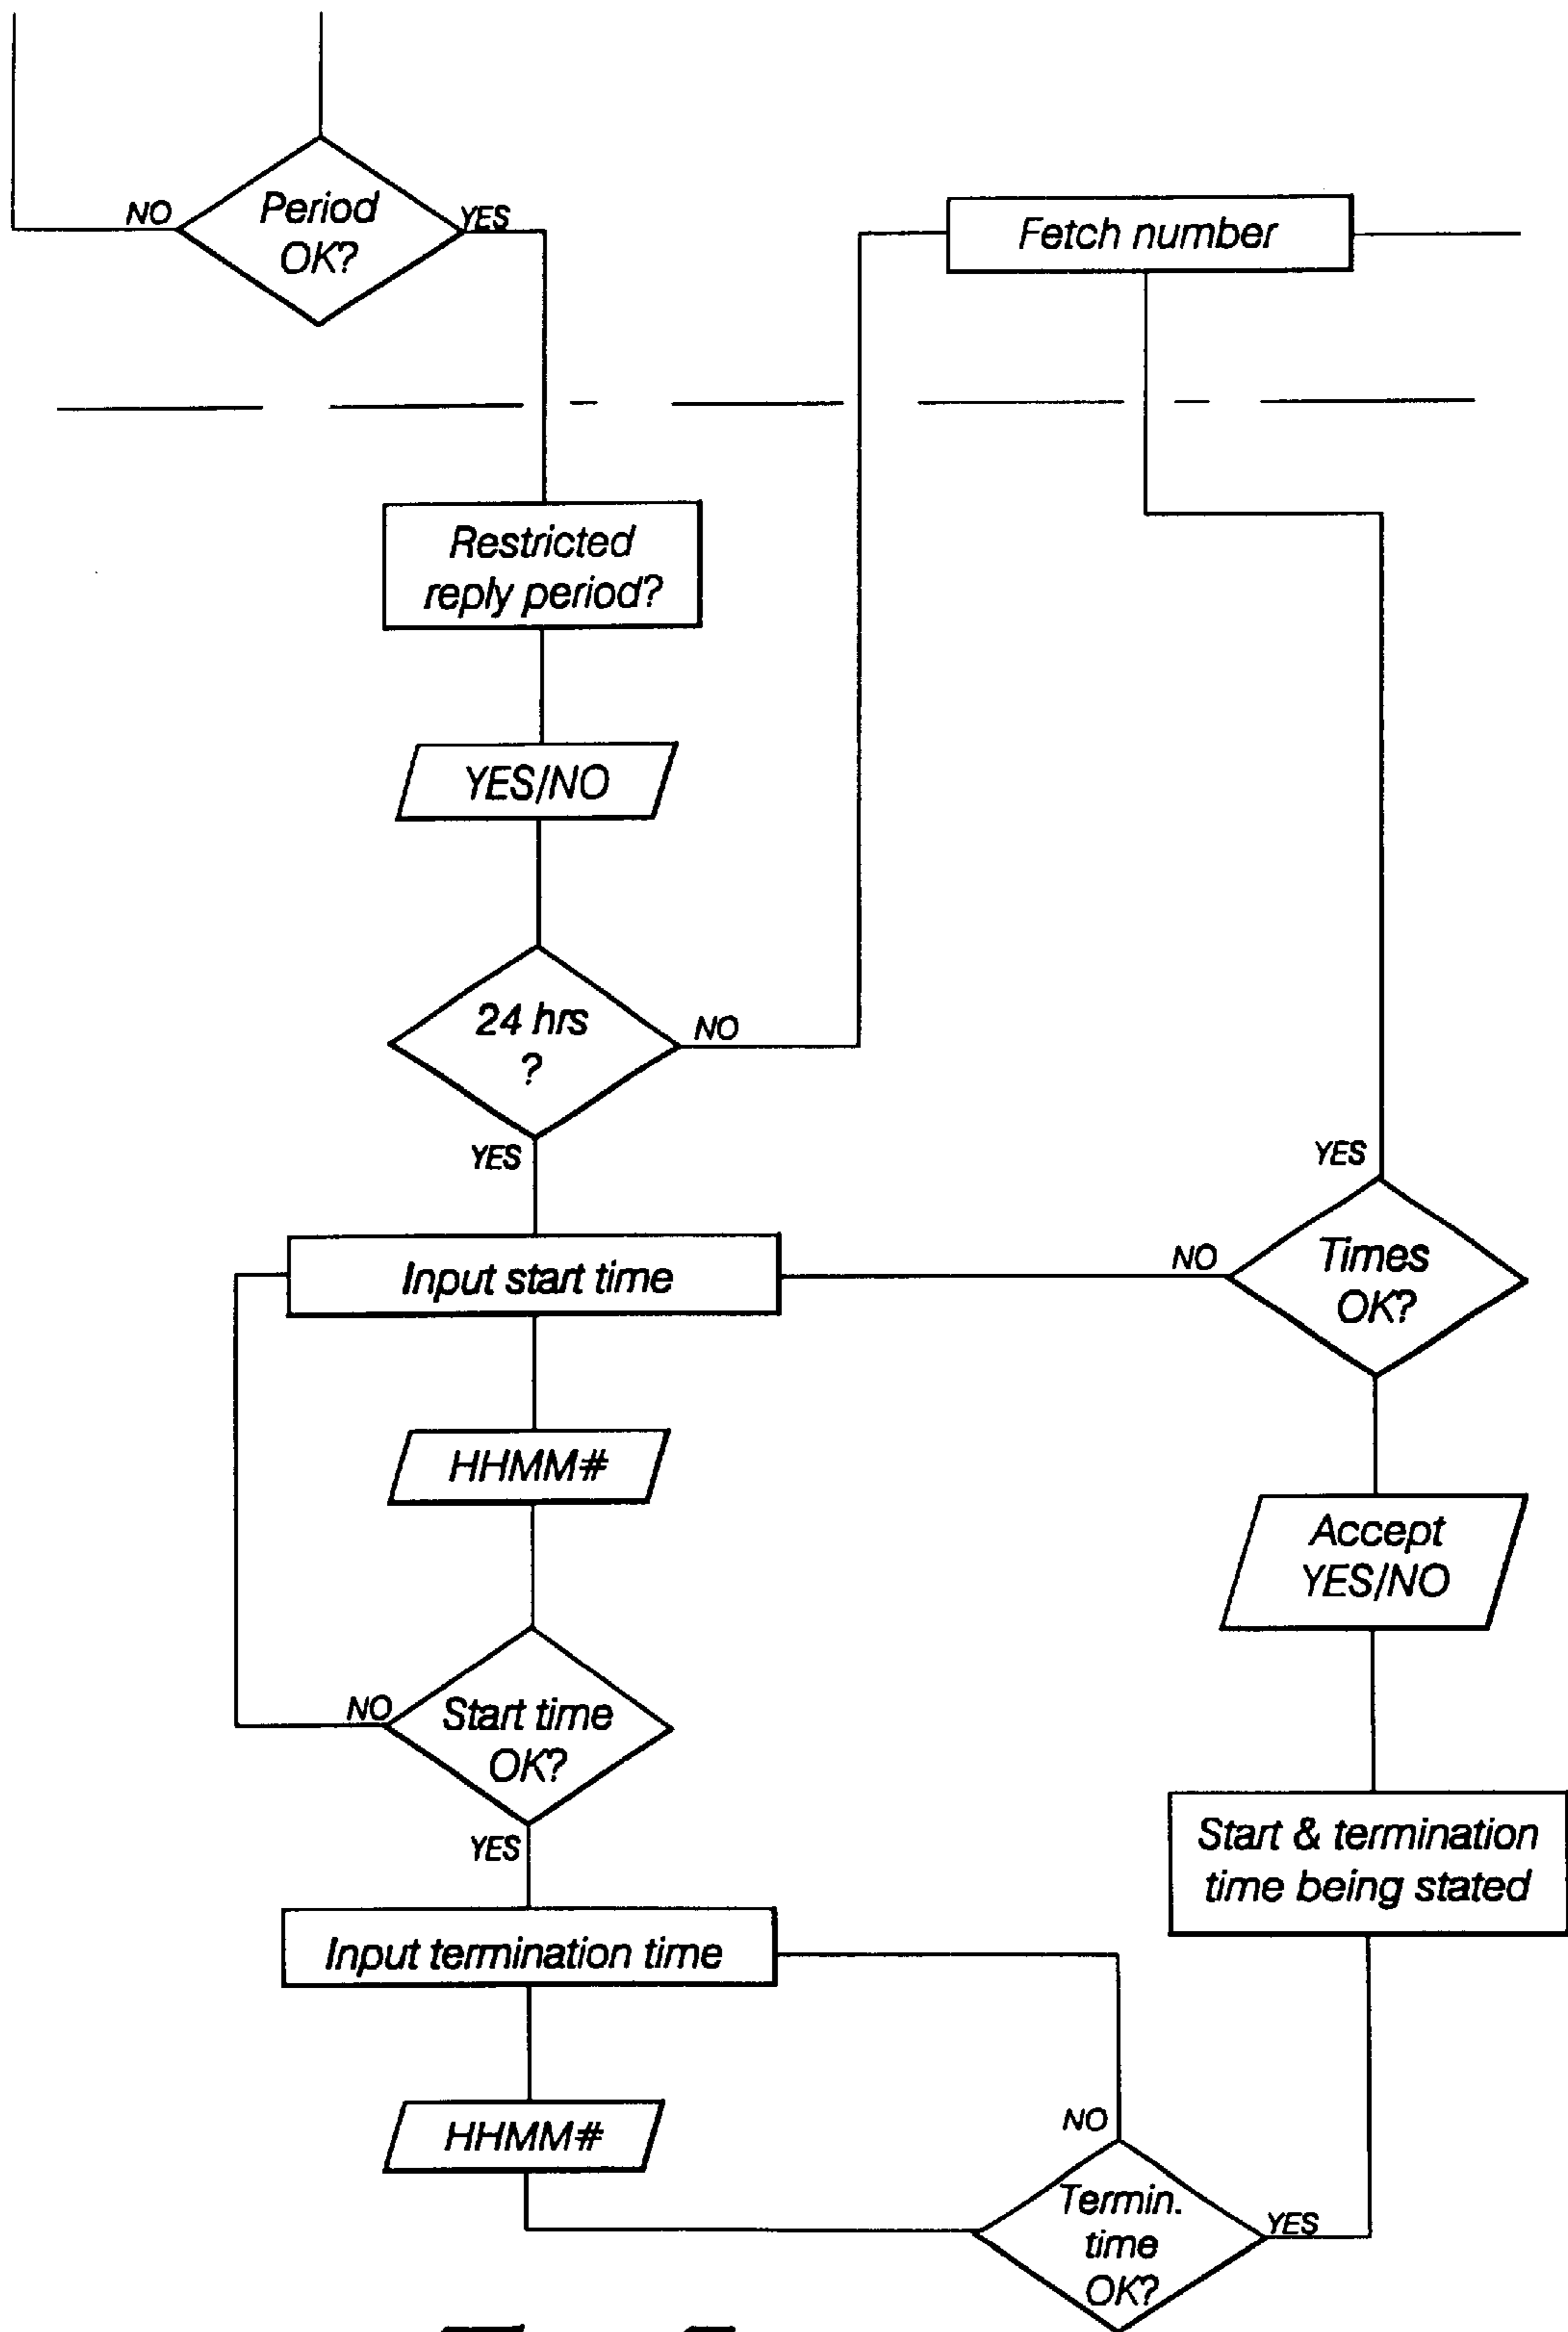 NO
Period
OK?
YES
Fetch number
Restricted
reply period?
YES/NO
24 hrs
?
NO
YES
YES
Input start time
NO
Times
OK?
HHMM#
Accept
YES/NO
NO
Start time
OK?
YES
Start & termination
time being stated
Input termination time
HHMM#
NO
Termin.
time
OK?
YES